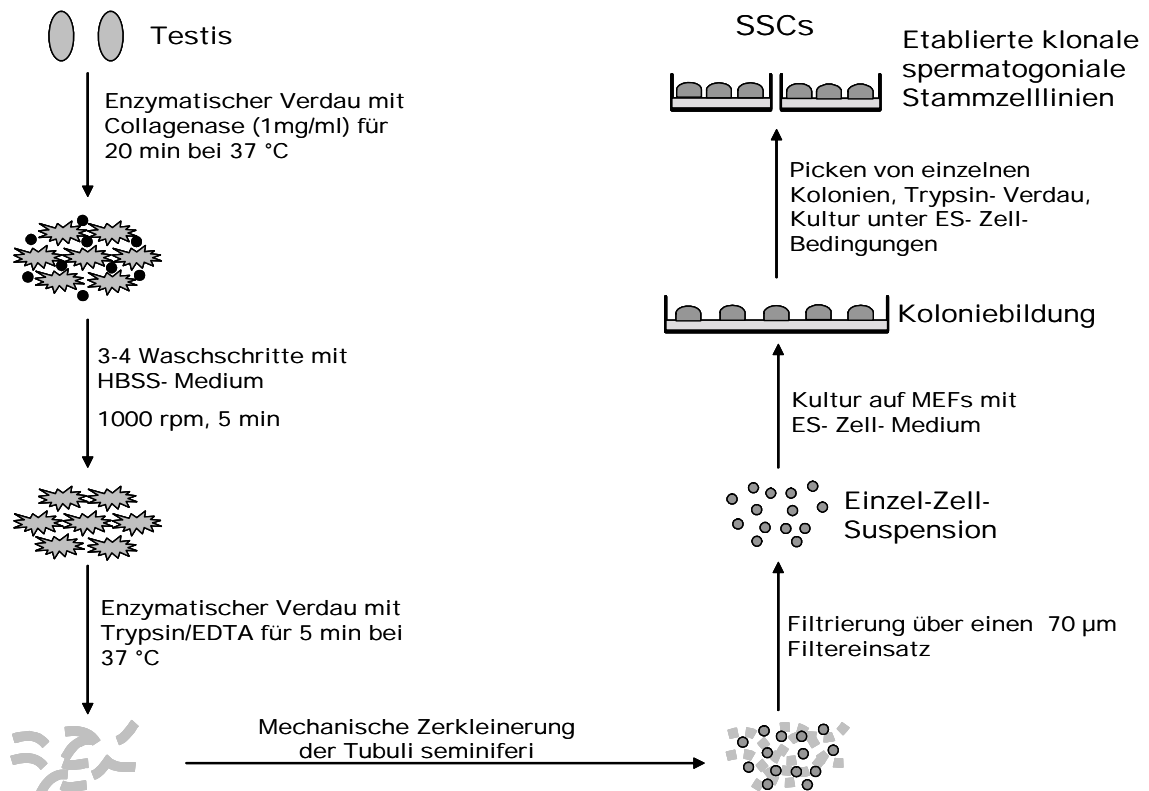 Testis
Enzymatischer Verdau mit
Collagenase (1mg/ml) für
20 min bei 37 °C
3-4 Waschschritte mit
HBSS- Medium
1000 rpm, 5 min
Enzymatischer Verdau mit
Trypsin/EDTA für 5 min bei
37 °C
Mechanische Zerkleinerung
der Tubuli seminiferi
Filtrierung über einen 70 µm
Filtereinsatz
Einzel-Zell-
Suspension
Kultur auf MEFs mit
ES- Zell- Medium
Koloniebildung
Picken von einzelnen
Kolonien, Trypsin- Verdau,
Kultur unter ES- Zell-
Bedingungen
SSCs
Etablierte klonale
spermatogoniale
Stammzelllinien